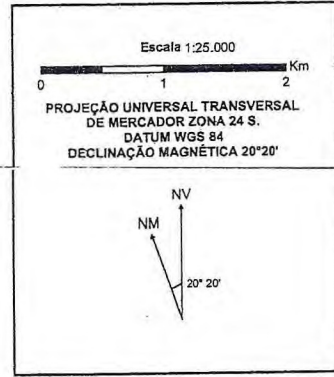 Escala 1:25.000
Km
0 1 2
PROJEÇÃO UNIVERSAL TRANSVERSAL
DE MERCADOR ZONA 24 S.
DATUM WGS 84
DECLINAÇÃO MAGNÉTICA 20°20'
NV
NM
20° 20'